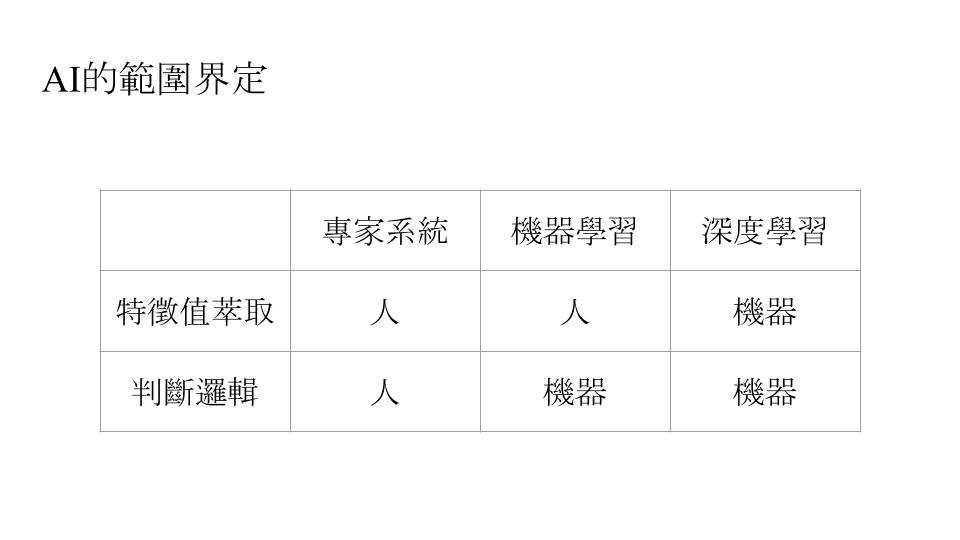 AI的範圍界定
專家系統 機器學習 深度學習
特徵值萃取 人 人 機器
判斷邏輯 人 機器 機器